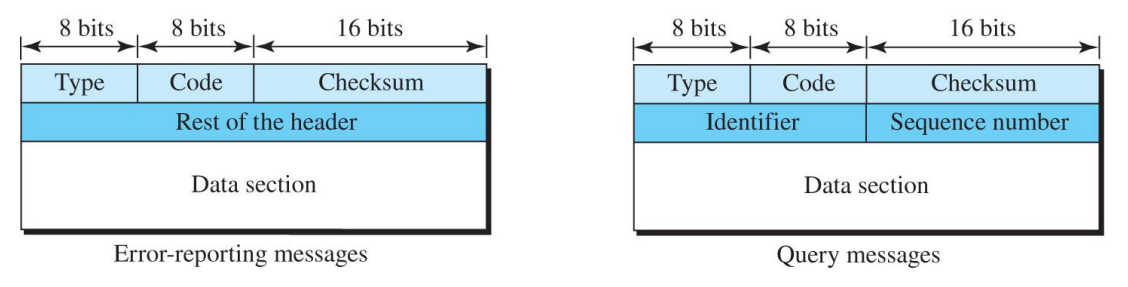 8 bits 8 bits 16 bits
Type Code Checksum
Rest of the header
Data section
Error-reporting messages
8 bits 8 bits 16 bits
Type Code Checksum
Identifier Sequence number
Data section
Query messages